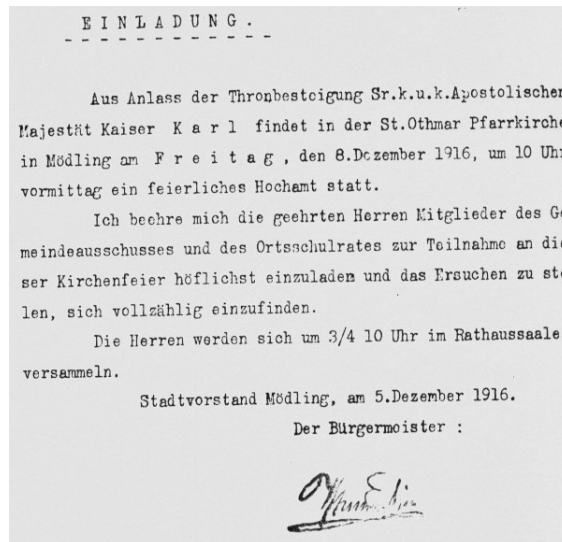 EINLADUNG.
Aus Anlass der Thronbesteigung Sr.k.u.k.Apostolischen
Majestät Kaiser K a r l findet in der St.Othmar Pfarrkirche
in Mödling am F r e i t a g , den 8.Dezember 1916, um 10 Uhr
vormittag ein feierliches Hochamt statt.
Ich beehre mich die geehrten Herren Mitglieder des Ge
meindeausschusses und des Ortsschulrates zur Teilnahme an die
ser Kirchenfeier höflichst einzuladen und das Ersuchen zu ste
len, sich vollzählig einzufinden.
Die Herren werden sich um 3/4 10 Uhr im Rathaussaale
versammeln.
Stadtvorstand Mödling, am 5.Dezember 1916.
Der Bürgermeister :